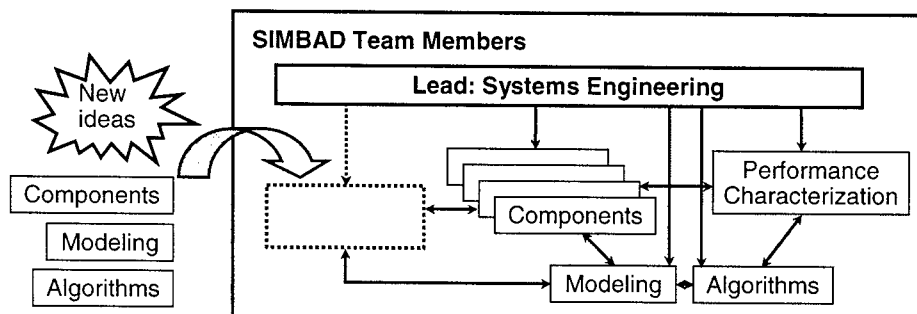 SIMBAD Team Members
Lead: Systems Engineering
New
ideas
Components
Modeling
Algorithms
Components
Performance
Characterization
Modeling
Algorithms